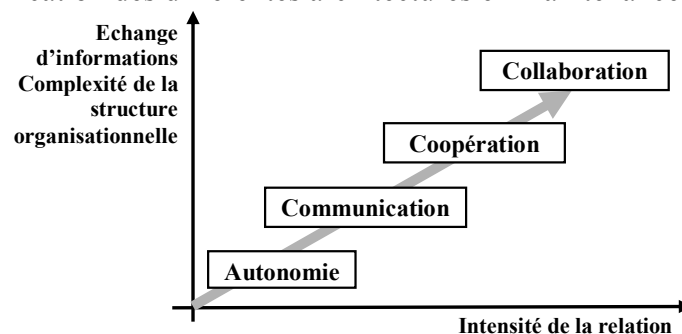 Echange
d'informations
Complexité de la
structure
organisationnelle
Collaboration
Coopération
Communication
Autonomie
Intensité de la relation